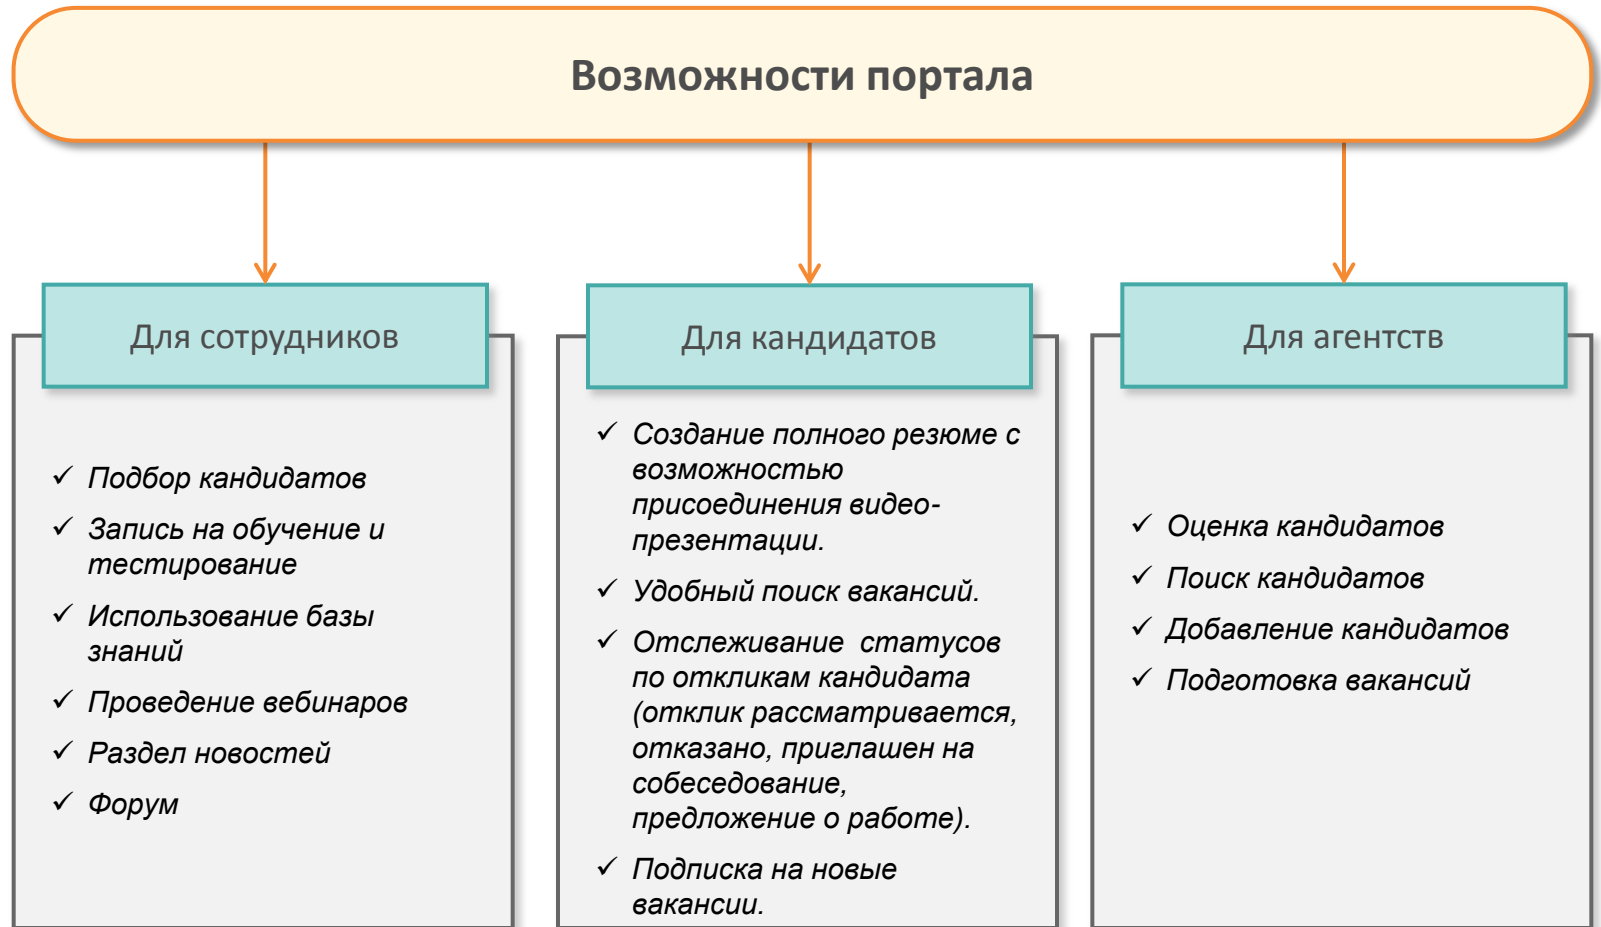 Возможности портала
Для сотрудников
✓ Подбор кандидатов
✓ Запись на обучение и
тестирование
✓ Использование базы
знаний
✓ Проведение вебинаров
✓ Раздел новостей
✓ Форум
Для кандидатов
✓ Создание полного резюме с
возможностью
присоединения видео-
презентации.
✓ Удобный поиск вакансий.
✓ Отслеживание статусов
по откликам кандидата
(отклик рассматривается,
отказано, приглашен на
собеседование,
предложение о работе).
✓ Подписка на новые
вакансии.
Для агентств
✓ Оценка кандидатов
✓ Поиск кандидатов
✓ Добавление кандидатов
✓ Подготовка вакансий